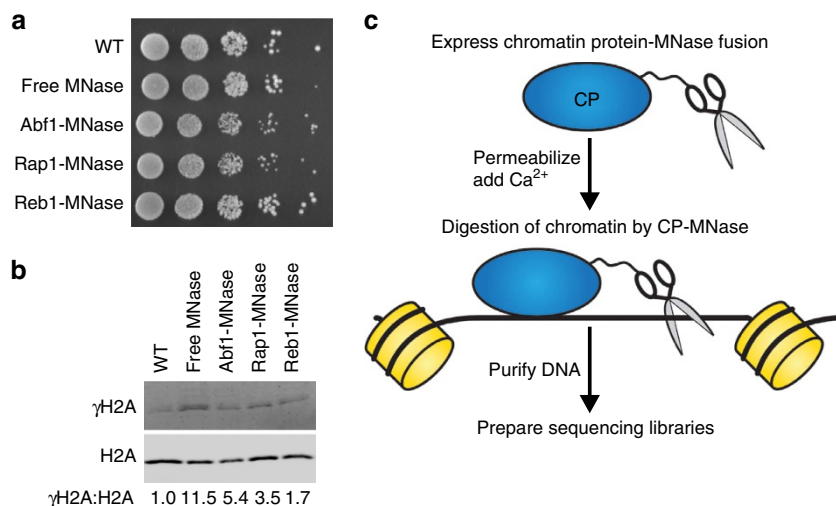 a
WT
Free MNase
Abf1-MNase
Rap1-MNase
Reb1-MNase
b
WT
Free MNase
Abf1-MNase
Rap1-MNase
Reb1-MNase
γH2A
H2A
γH2A:H2A 1.0 11.5 5.4 3.5 1.7
c
Express chromatin protein-MNase fusion
CP
Permeabilize
add Ca²⁺
Digestion of chromatin by CP-MNase
Purify DNA
Prepare sequencing libraries